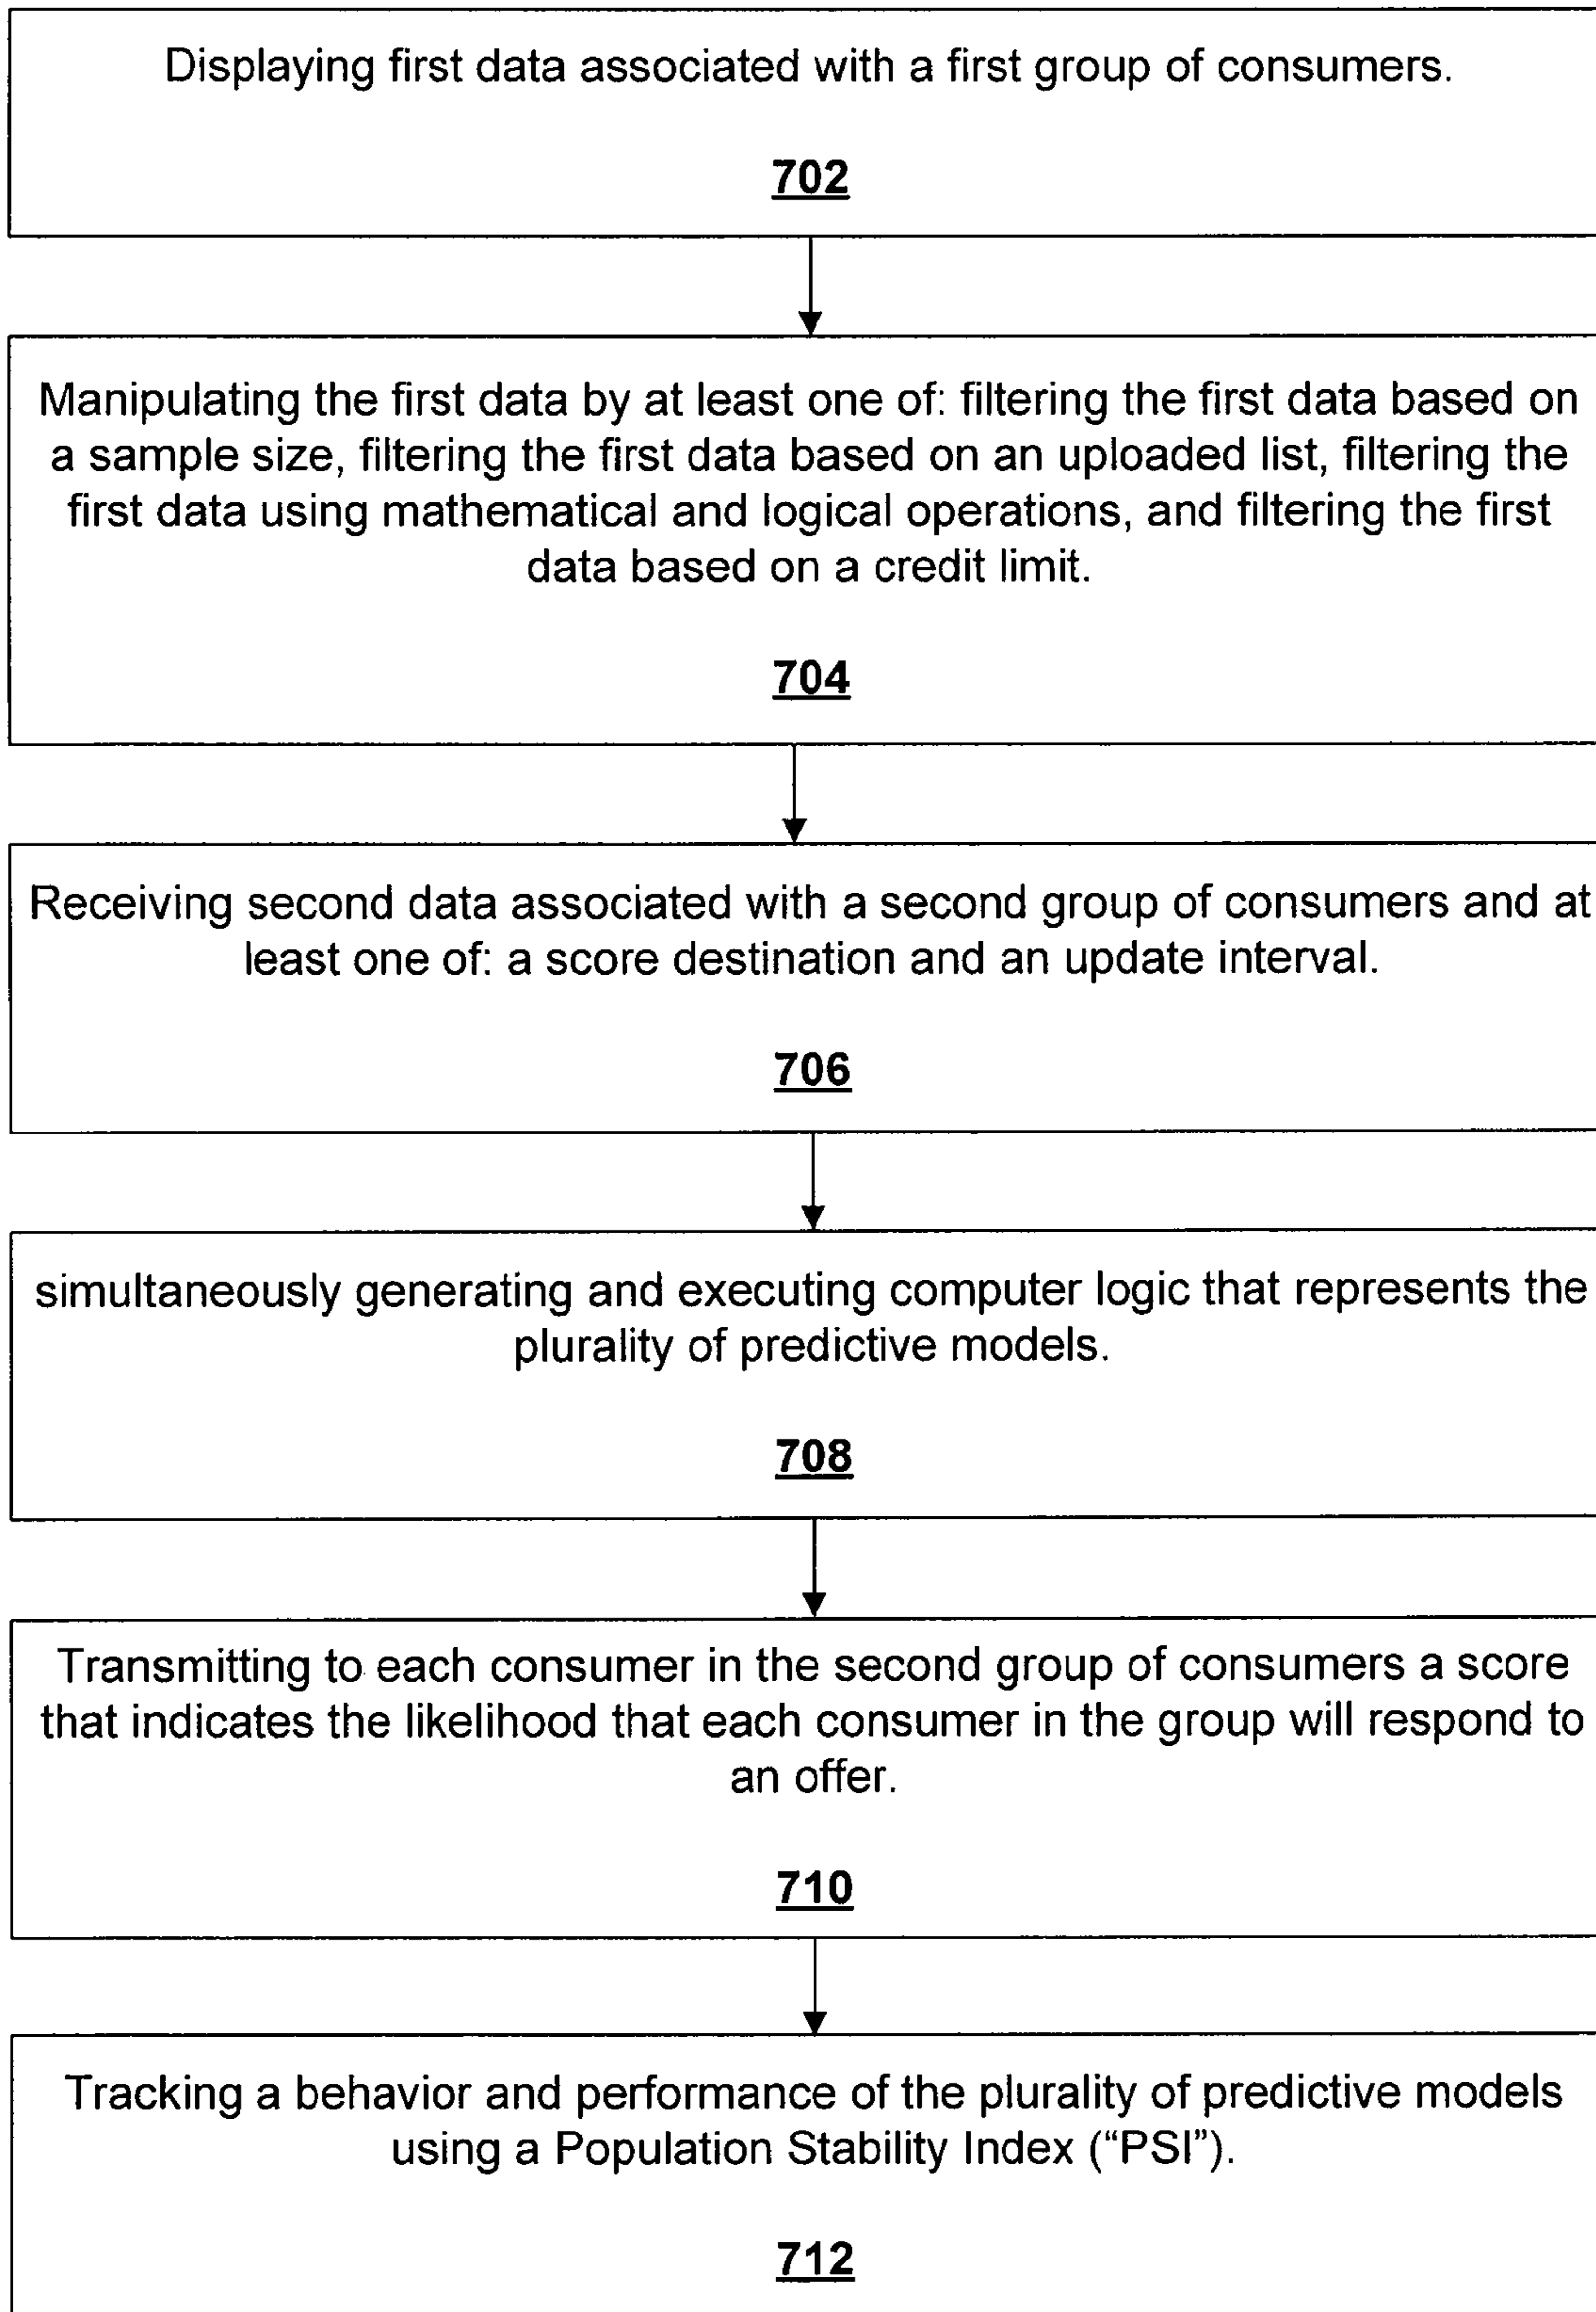 Displaying first data associated with a first group of consumers.
702
Manipulating the first data by at least one of: filtering the first data based on
a sample size, filtering the first data based on an uploaded list, filtering the
first data using mathematical and logical operations, and filtering the first
data based on a credit limit.
704
Receiving second data associated with a second group of consumers and at
least one of: a score destination and an update interval.
706
simultaneously generating and executing computer logic that represents the
plurality of predictive models.
708
Transmitting to each consumer in the second group of consumers a score
that indicates the likelihood that each consumer in the group will respond to
an offer.
710
Tracking a behavior and performance of the plurality of predictive models
using a Population Stability Index (“PSI”).
712